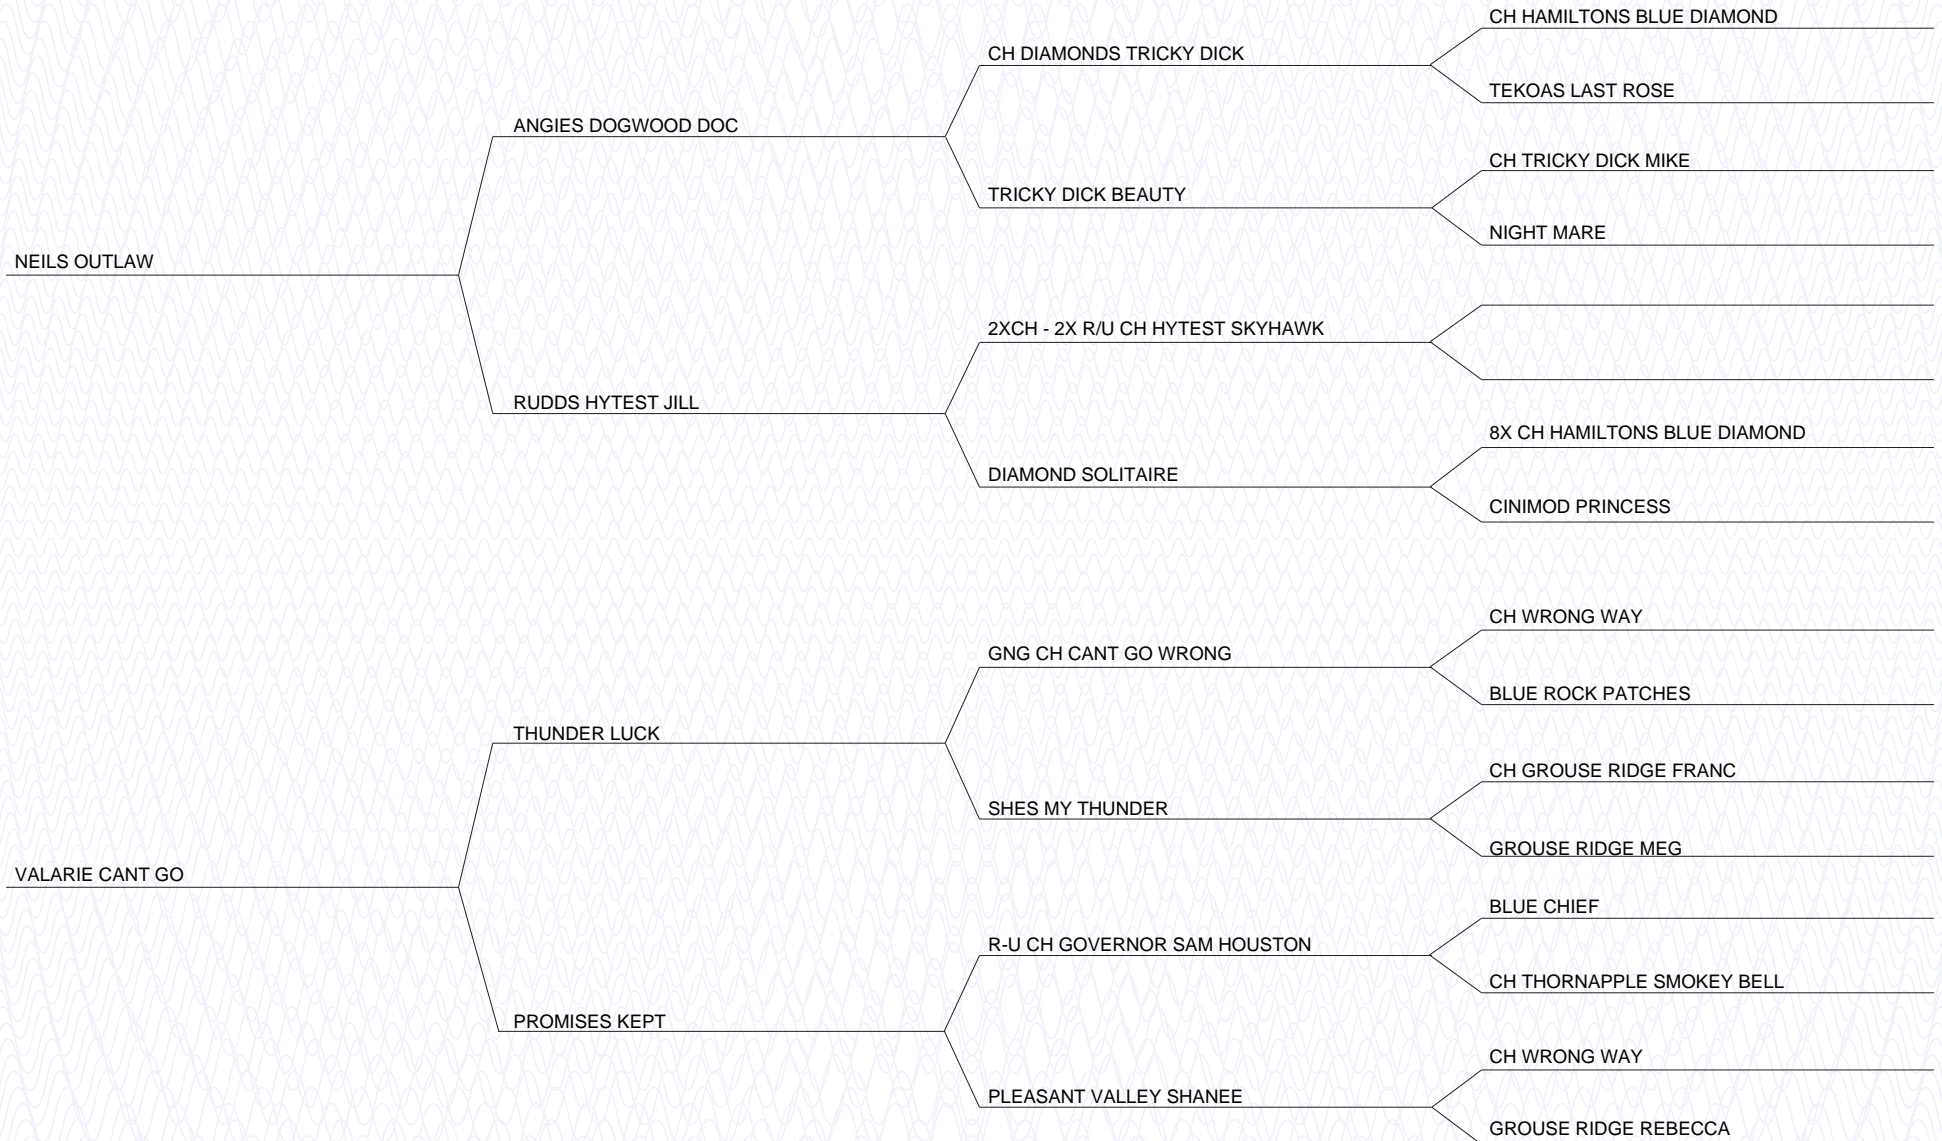 CH HAMILTONS BLUE DIAMOND
CH DIAMONDS TRICKY DICK
TEKOAS LAST ROSE
ANGIES DOGWOOD DOC
CH TRICKY DICK MIKE
TRICKY DICK BEAUTY
NIGHT MARE
NEILS OUTLAW
2XCH - 2X R/U CH HYTEST SKYHAWK
RUDDS HYTEST JILL
8X CH HAMILTONS BLUE DIAMOND
DIAMOND SOLITAIRE
CINIMOD PRINCESS
CH WRONG WAY
GNG CH CANT GO WRONG
BLUE ROCK PATCHES
THUNDER LUCK
CH GROUSE RIDGE FRANC
SHES MY THUNDER
GROUSE RIDGE MEG
VALARIE CANT GO
BLUE CHIEF
R-U CH GOVERNOR SAM HOUSTON
CH THORNAPPLE SMOKEY BELL
PROMISES KEPT
CH WRONG WAY
PLEASANT VALLEY SHANEE
GROUSE RIDGE REBECCA